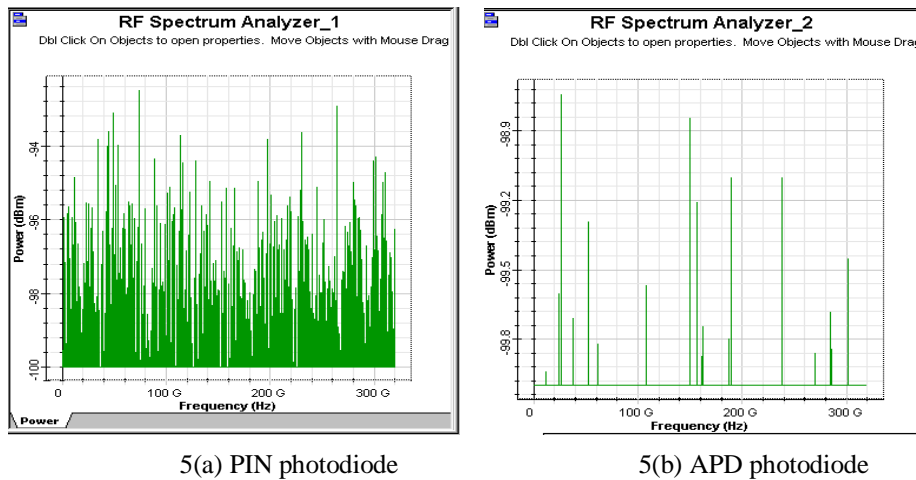 RF Spectrum Analyzer_1
Dbl Click On Objects to open properties. Move Objects with Mouse Drag
Power (dBm)
-94
-96
-98
-100
0
100 G
200 G
300 G
Frequency (Hz)
Power
5(a) PIN photodiode
RF Spectrum Analyzer_2
Dbl Click On Objects to open properties. Move Objects with Mouse Drag
Power (dBm)
-98.9
-99.2
-99.5
-99.8
0
100 G
200 G
300 G
Frequency (Hz)
5(b) APD photodiode